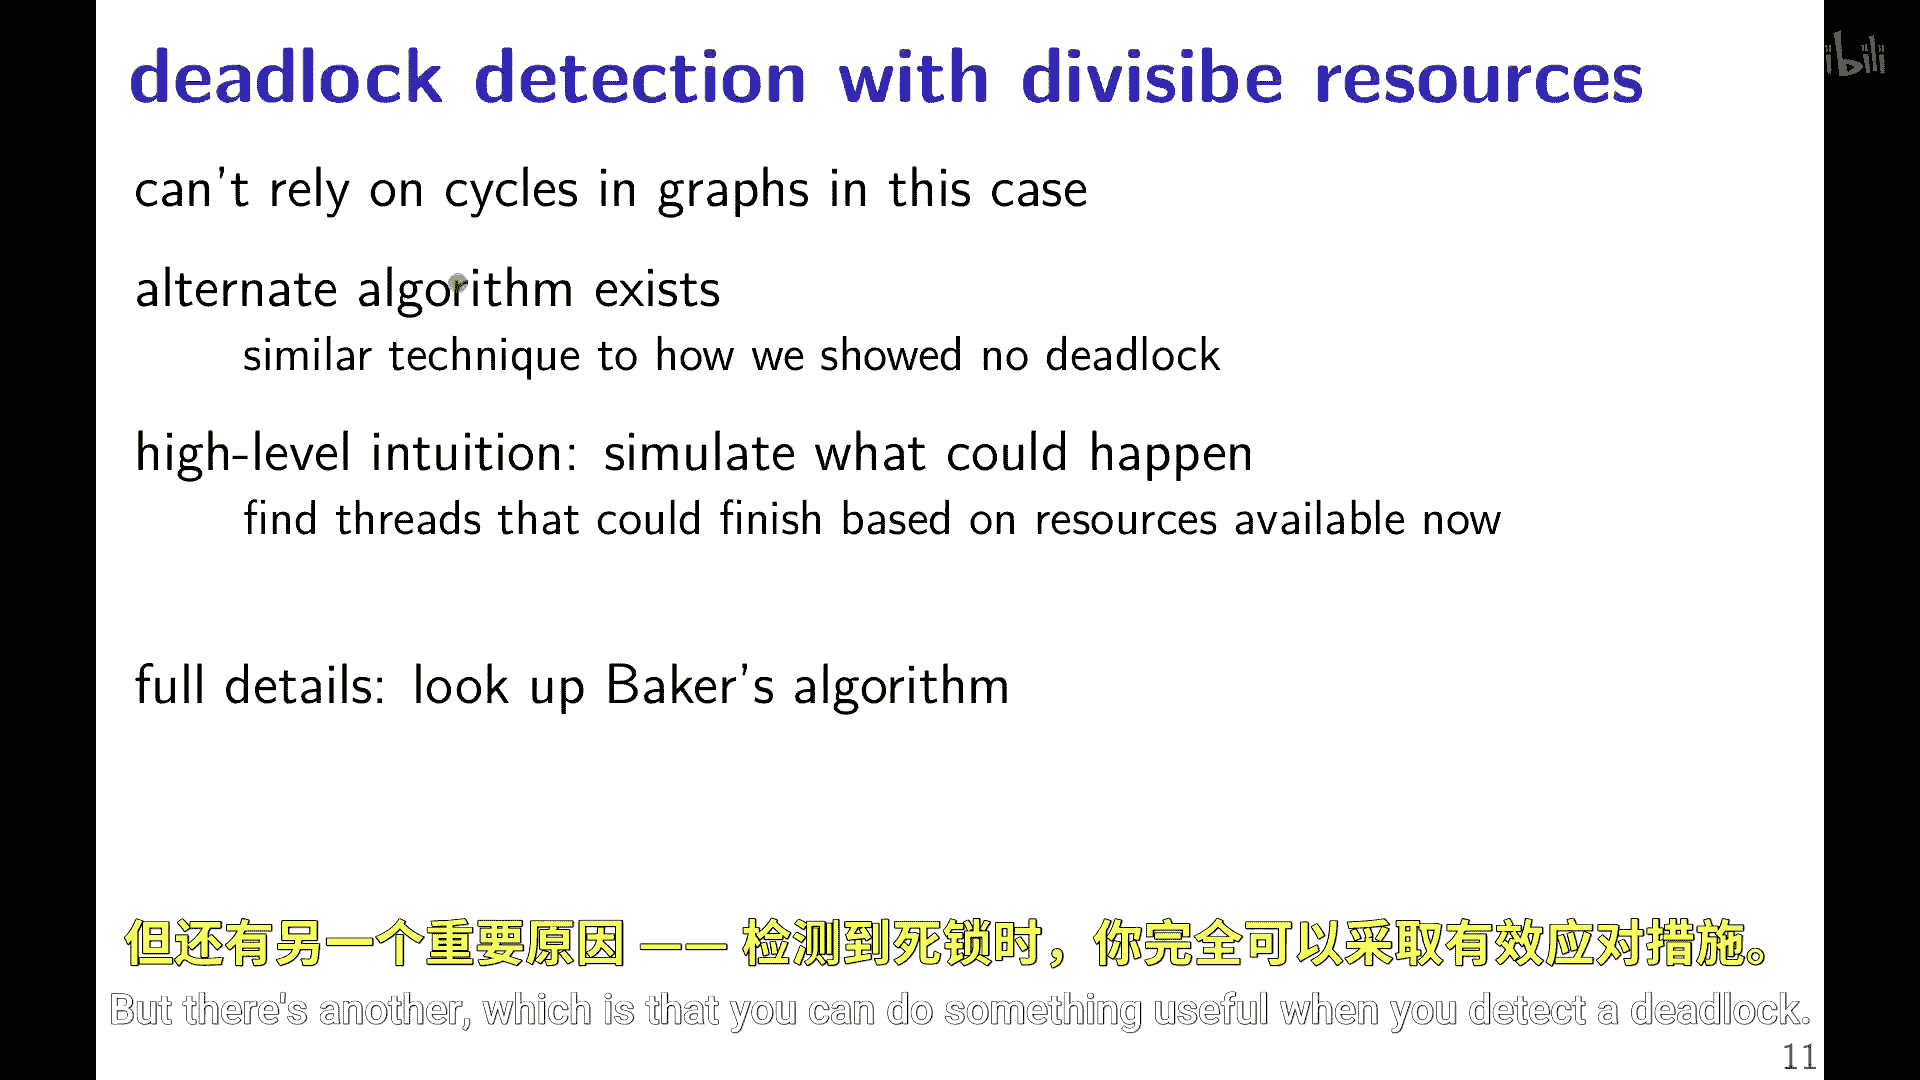 deadlock detection with divisibe resources
can't rely on cycles in graphs in this case
alternate algorithm exists
similar technique to how we showed no deadlock
high-level intuition: simulate what could happen
find threads that could finish based on resources available now
full details: look up Baker's algorithm
但还有另一个重要原因 —— 检测到死锁时，你完全可以采取有效应对措施。
But there's another, which is that you can do something useful when you detect a deadlock.
11